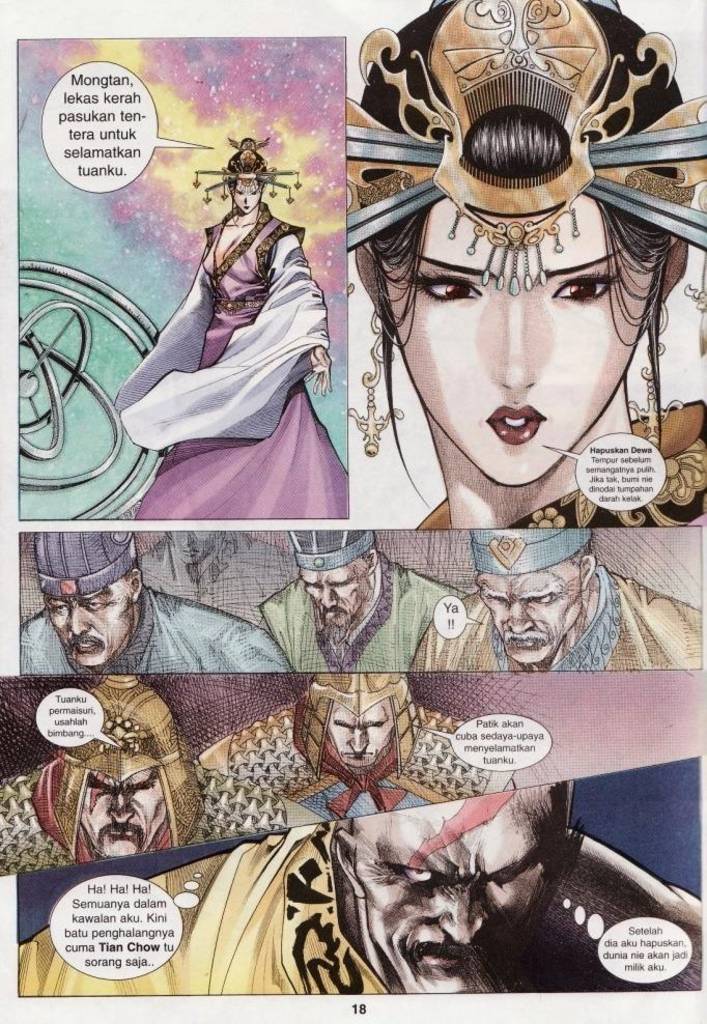 Mongtan,
lekas kerah
pasukan ten-
tera untuk
selamatkan
tuanku.
Hapuskan Dewa
Tempur sebelum
semangatnya pulih.
Jika tak, bumi nie
dinodai tumpahan
darah kelak.
Ya
!!
Tuanku
permaisuri,
usahlah
bimbang....
Patik akan
cuba sedaya-upaya
menyelamatkan
tuanku.
Ha! Ha! Ha!
Semuanya dalam
kawalan aku. Kini
batu penghalangnya
cuma Tian Chow tu
sorang saja..
Setelah
dia aku hapuskan,
dunia nie akan jadi
milik aku.
18